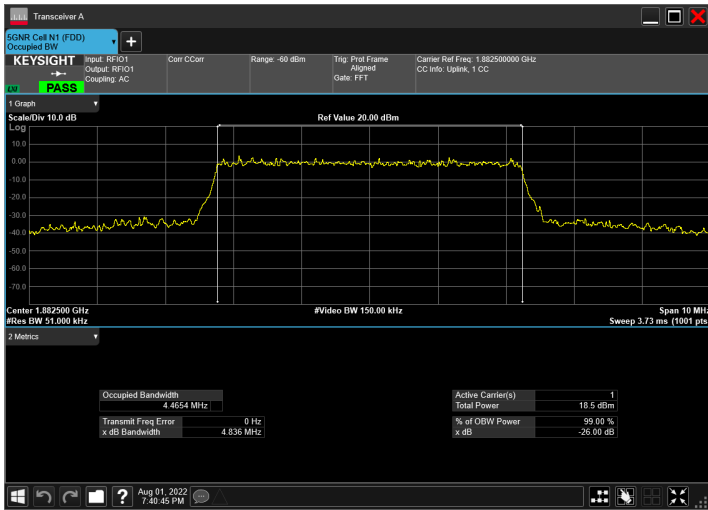 Transceiver A
5GNR Cell N1 (FDD)
Occupied BW
KEYSIGHT
Input: RFIO1
Output: RFIO1
Coupling: AC
Corr CCorr
Range: -60 dBm
Trig: Prot Frame
Aligned
Gate: FFT
Carrier Ref Freq: 1.882500000 GHz
CC Info: Uplink, 1 CC
LXI
PASS
1 Graph
Scale/Div 10.0 dB
Ref Value 20.00 dBm
Log
10.0
0.00
-10.0
-20.0
-30.0
-40.0
-50.0
-60.0
-70.0
Center 1.882500 GHz
#Video BW 150.00 kHz
Span 10 MHz
#Res BW 51.000 kHz
Sweep 3.73 ms (1001 pts
2 Metrics
Occupied Bandwidth
4.4654 MHz
Active Carrier(s) 1
Total Power 18.5 dBm
Transmit Freq Error 0 Hz
x dB Bandwidth 4.836 MHz
% of OBW Power 99.00 %
x dB -26.00 dB
Aug 01, 2022
7:40:45 PM